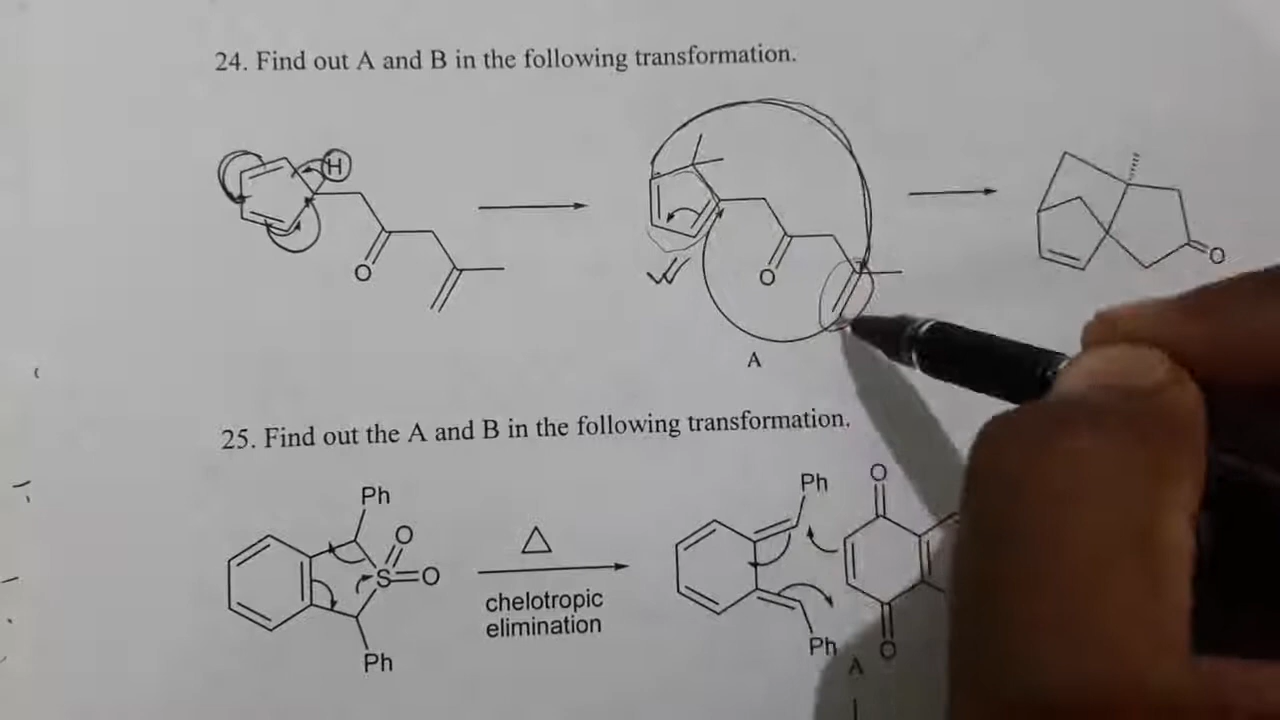 24. Find out A and B in the following transformation.
H
O
O
O
A
25. Find out the A and B in the following transformation.
Ph
O
S=O
Ph
△
chelotropic
elimination
Ph
O
Ph
O
A